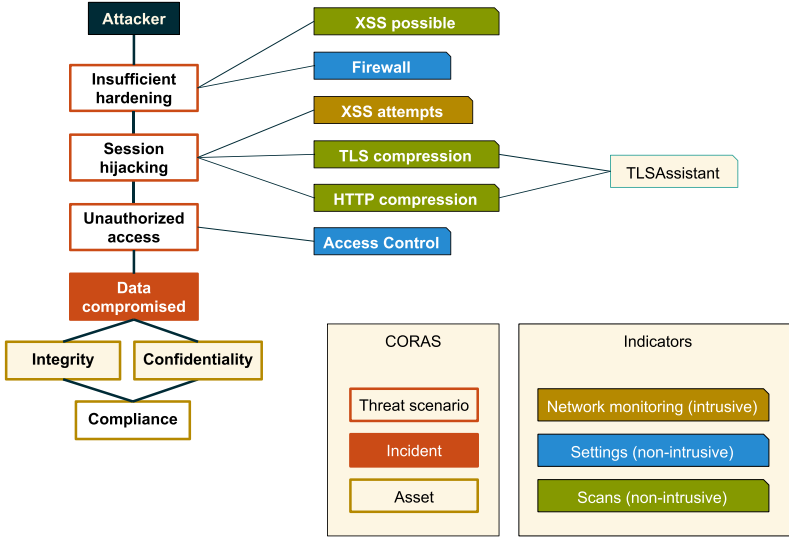 Attacker
Insufficient
hardening
Session
hijacking
Unauthorized
access
Data
compromised
Integrity
Confidentiality
Compliance
XSS possible
Firewall
XSS attempts
TLS compression
HTTP compression
Access Control
TLSAssistant
CORAS
Threat scenario
Incident
Asset
Indicators
Network monitoring (intrusive)
Settings (non-intrusive)
Scans (non-intrusive)